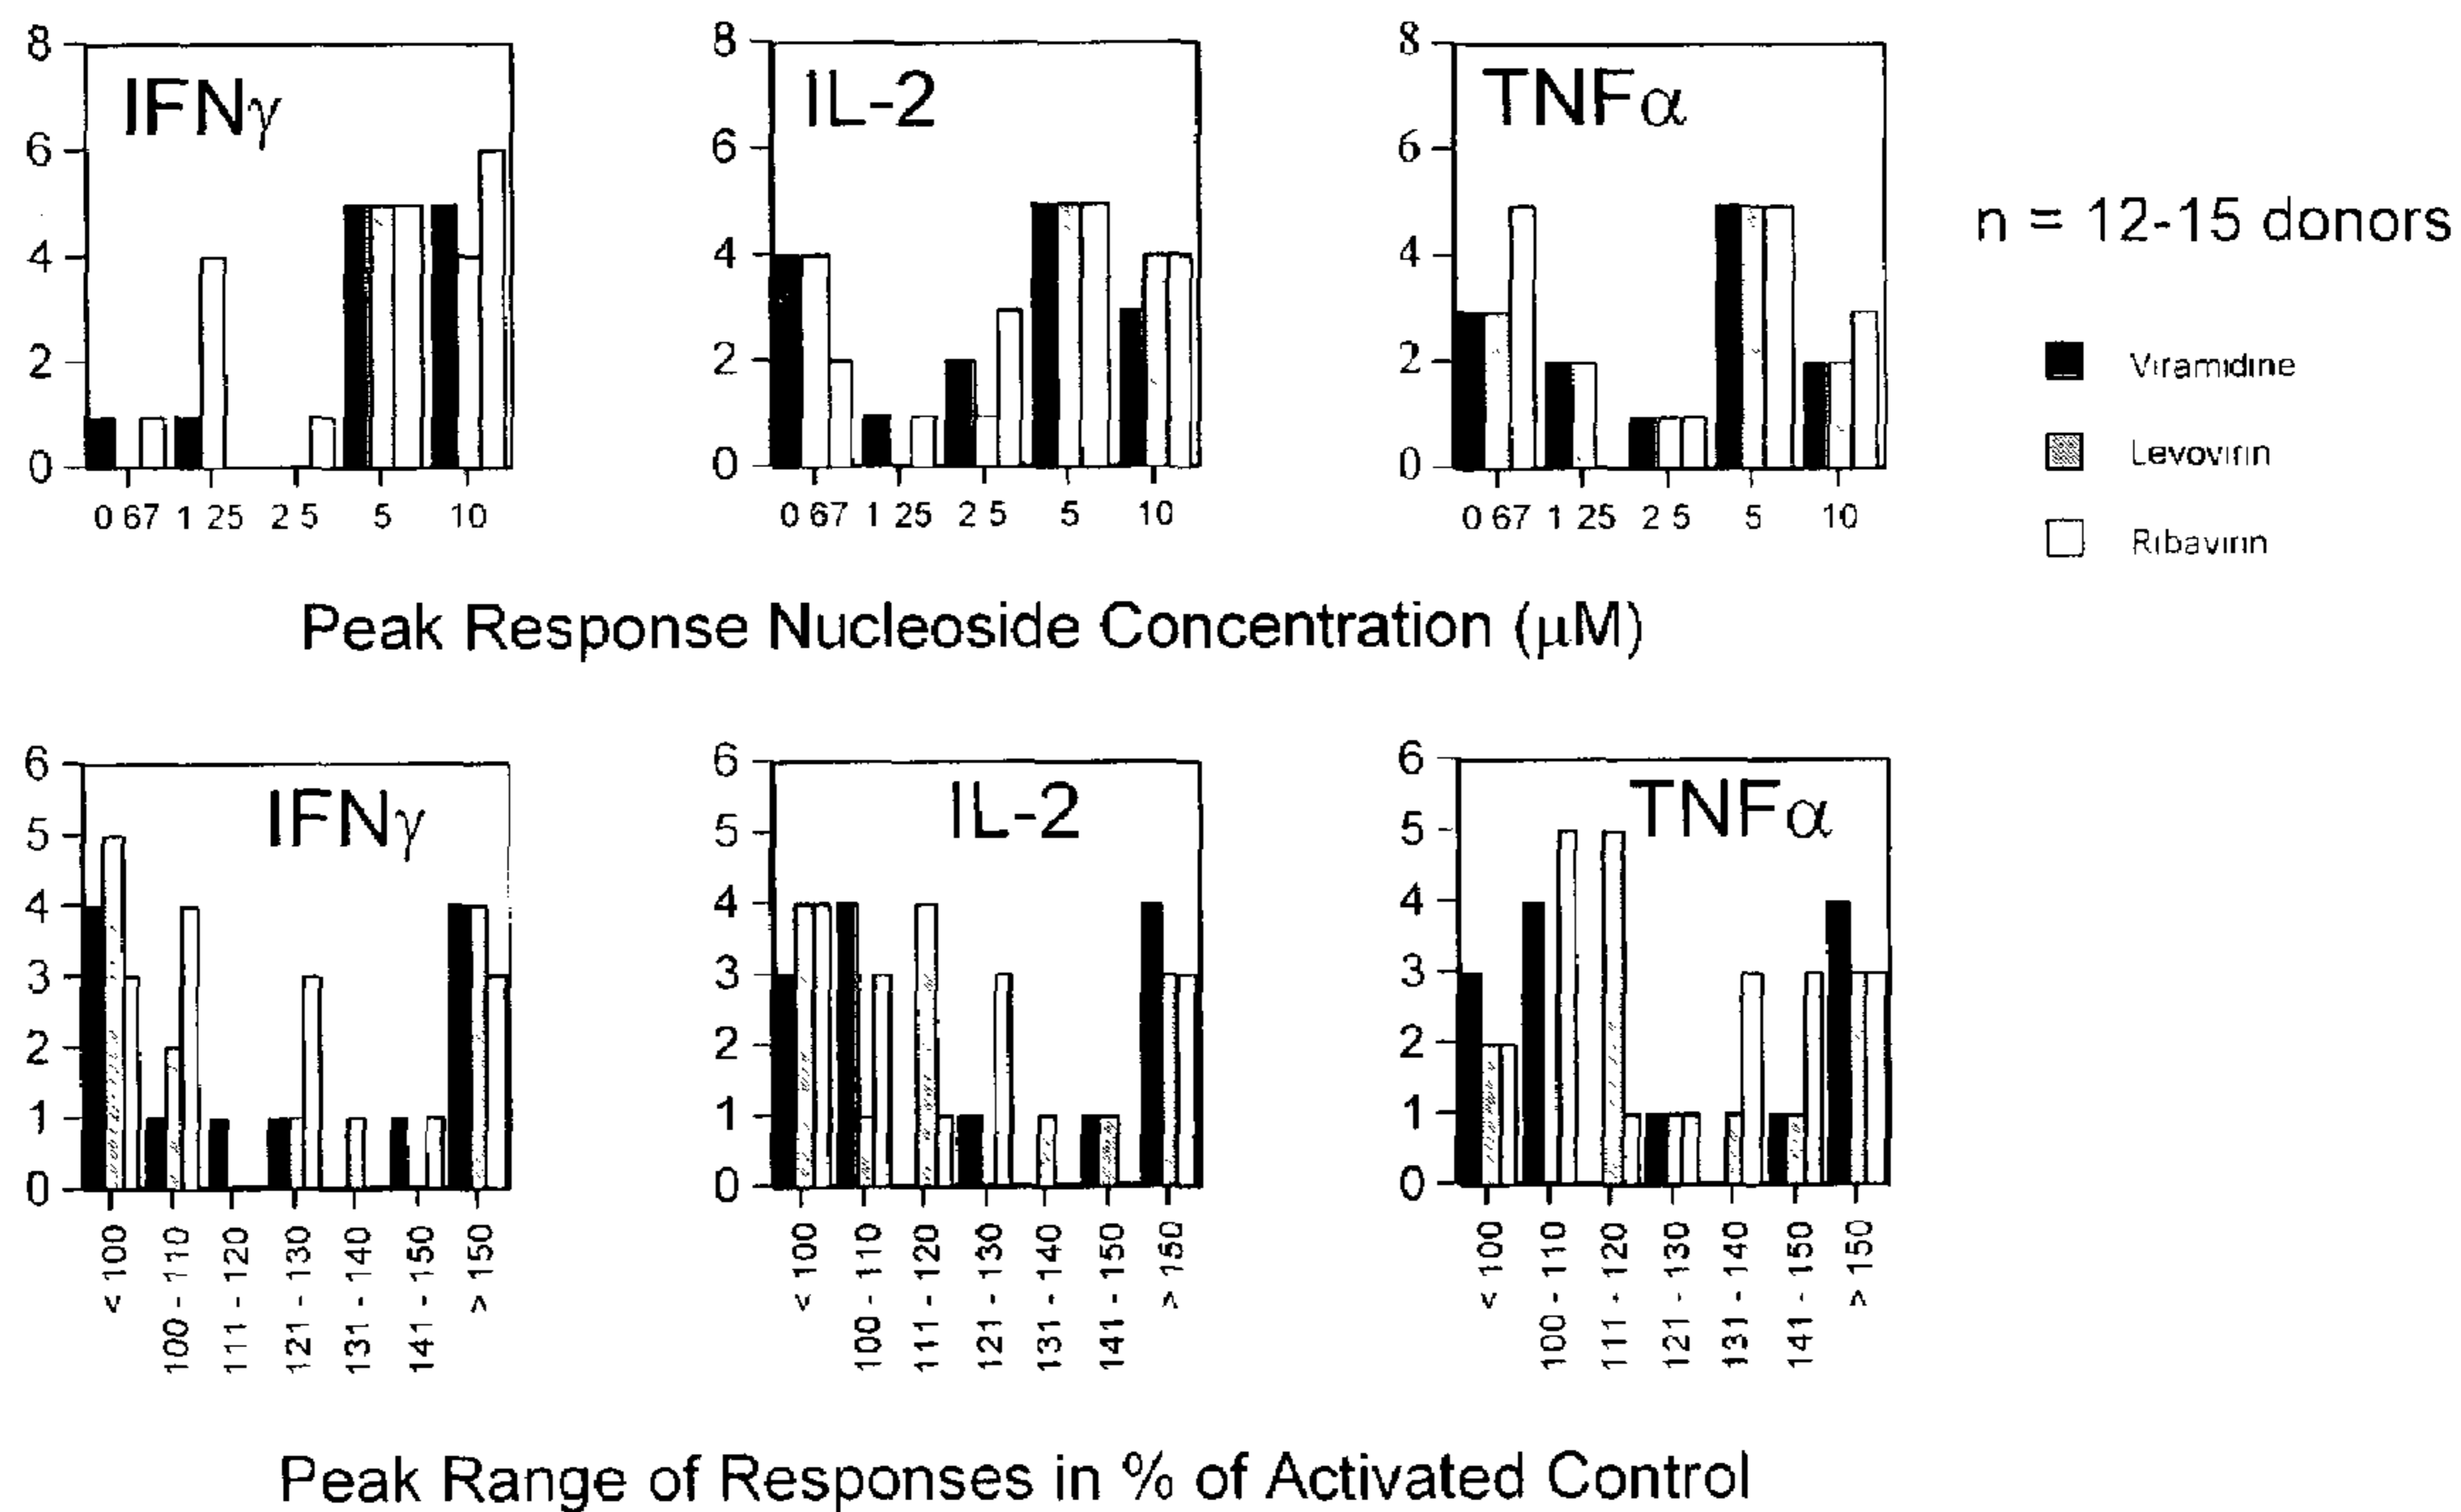 IFNγ
8
6
4
2
0
0 67 1 25 2 5 5 10
IL-2
8
6
4
2
0
0 67 1 25 2 5 5 10
TNFα
8
6
4
2
0
0 67 1 25 2 5 5 10
n = 12-15 donors
Viramidine
Levovirin
Ribavirin
Peak Response Nucleoside Concentration (μM)
IFNγ
6
5
4
3
2
1
0
< 100
100 - 110
111 - 120
121 - 130
131 - 140
141 - 150
> 150
IL-2
6
5
4
3
2
1
0
< 100
100 - 110
111 - 120
121 - 130
131 - 140
141 - 150
> 150
TNFα
6
5
4
3
2
1
0
< 100
100 - 110
111 - 120
121 - 130
131 - 140
141 - 150
> 150
Peak Range of Responses in % of Activated Control